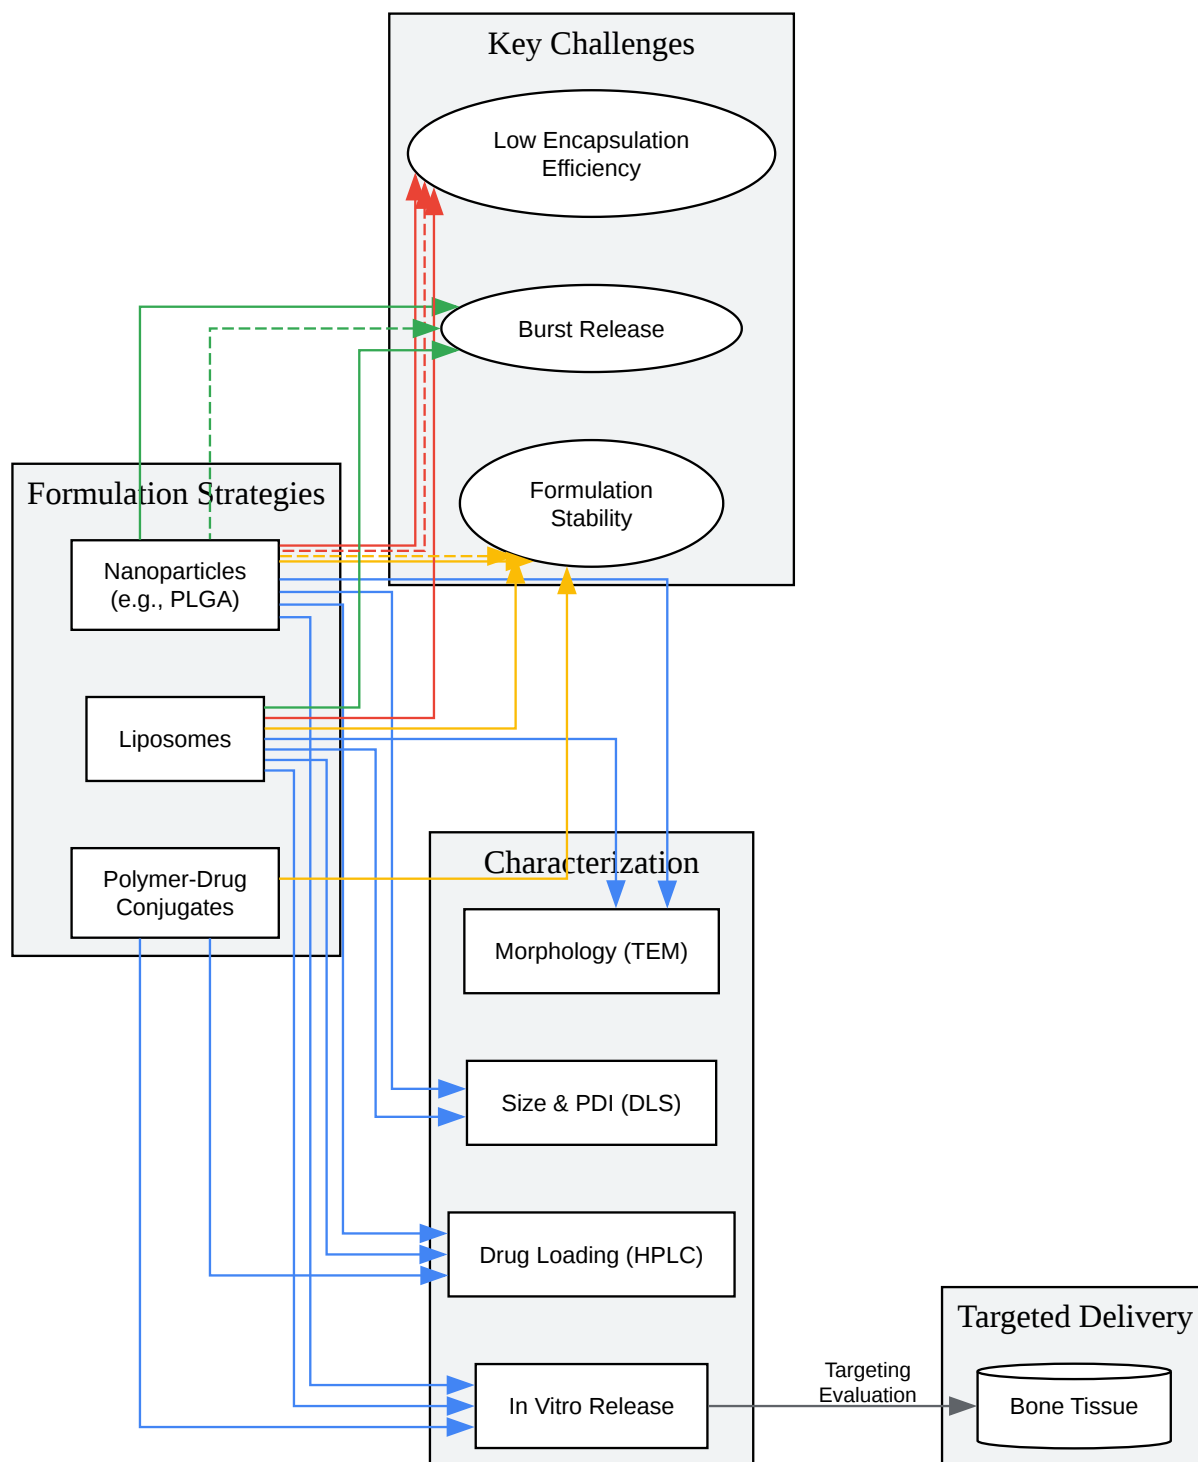 Key Challenges
Low Encapsulation
Efficiency
Burst Release
Formulation
Stability
Formulation Strategies
Nanoparticles
(e.g., PLGA)
Liposomes
Polymer-Drug
Conjugates
Characterization
Morphology (TEM)
Size & PDI (DLS)
Drug Loading (HPLC)
In Vitro Release
Targeting
Evaluation
Targeted Delivery
Bone Tissue